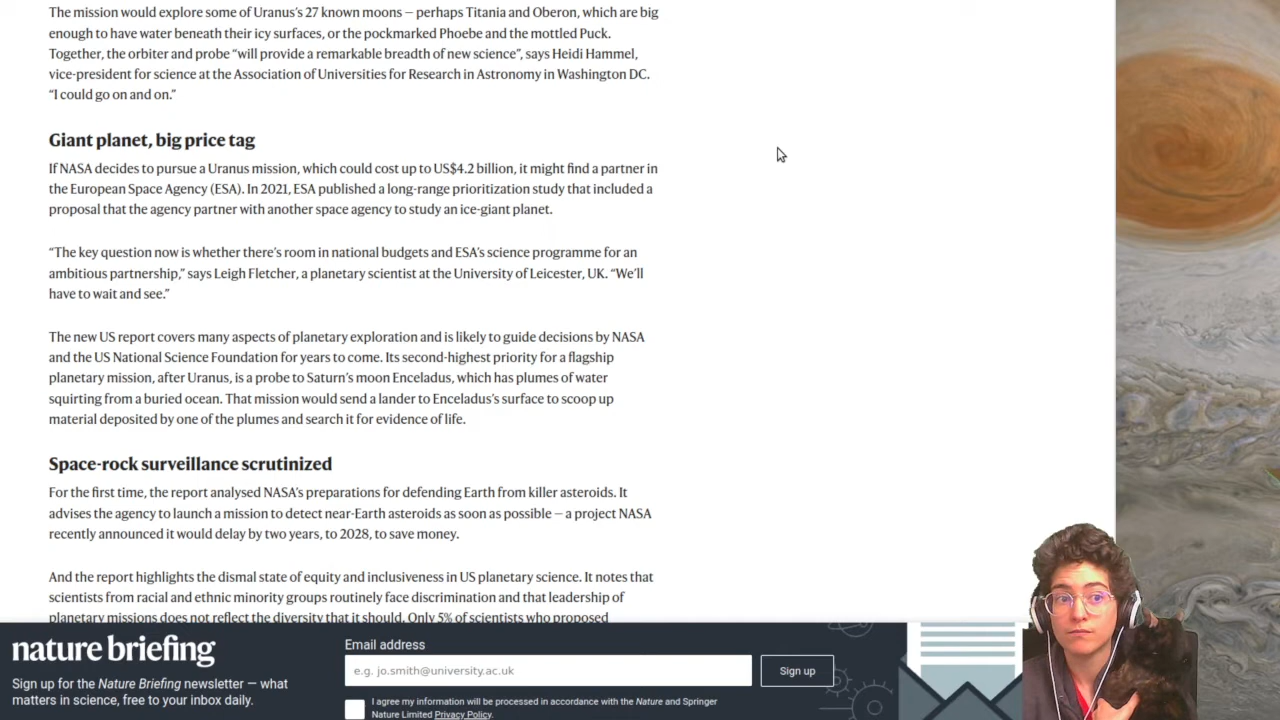 The mission would explore some of Uranus's 27 known moons — perhaps Titania and Oberon, which are big
enough to have water beneath their icy surfaces, or the pockmarked Phoebe and the mottled Puck.
Together, the orbiter and probe “will provide a remarkable breadth of new science”, says Heidi Hammel,
vice-president for science at the Association of Universities for Research in Astronomy in Washington DC.
“I could go on and on.”
Giant planet, big price tag
If NASA decides to pursue a Uranus mission, which could cost up to US$4.2 billion, it might find a partner in
the European Space Agency (ESA). In 2021, ESA published a long-range prioritization study that included a
proposal that the agency partner with another space agency to study an ice-giant planet.
“The key question now is whether there's room in national budgets and ESA's science programme for an
ambitious partnership,” says Leigh Fletcher, a planetary scientist at the University of Leicester, UK. “We'll
have to wait and see.”
The new US report covers many aspects of planetary exploration and is likely to guide decisions by NASA
and the US National Science Foundation for years to come. Its second-highest priority for a flagship
planetary mission, after Uranus, is a probe to Saturn's moon Enceladus, which has plumes of water
squirting from a buried ocean. That mission would send a lander to Enceladus's surface to scoop up
material deposited by one of the plumes and search it for evidence of life.
Space-rock surveillance scrutinized
For the first time, the report analysed NASA's preparations for defending Earth from killer asteroids. It
advises the agency to launch a mission to detect near-Earth asteroids as soon as possible — a project NASA
recently announced it would delay by two years, to 2028, to save money.
And the report highlights the dismal state of equity and inclusiveness in US planetary science. It notes that
scientists from racial and ethnic minority groups routinely face discrimination and that leadership of
planetary missions does not reflect the diversity that it should. Only 5% of scientists who proposed
nature briefing
Sign up for the Nature Briefing newsletter — what
matters in science, free to your inbox daily.
Email address
e.g. jo.smith@university.ac.uk
Sign up
I agree my information will be processed in accordance with the Nature and Springer
Nature Limited Privacy Policy.